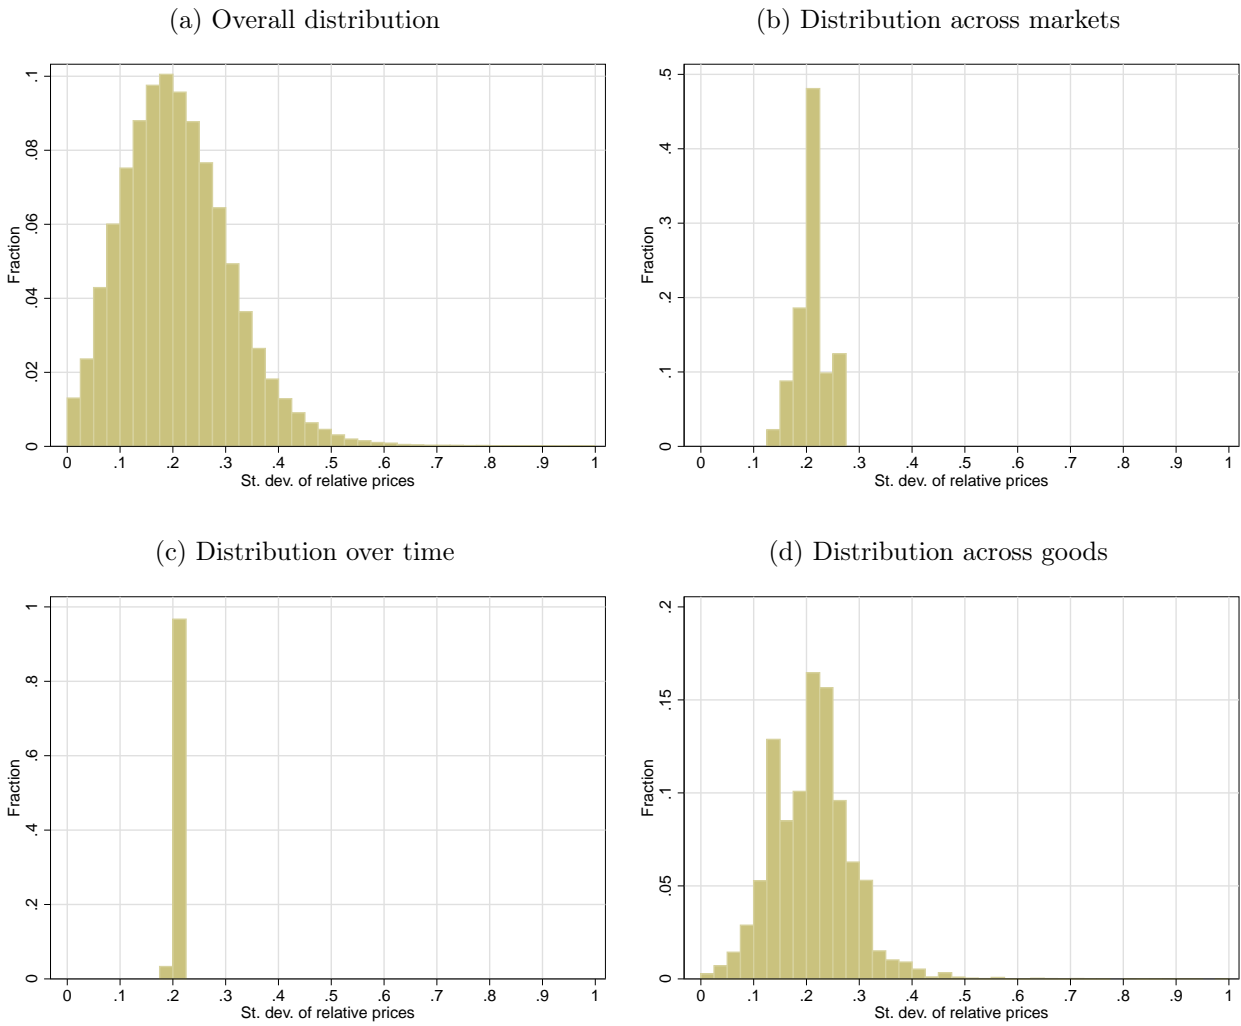 (a) Overall distribution
Fraction
0 .02 .04 .06 .08 .1
0 .1 .2 .3 .4 .5 .6 .7 .8 .9 1
St. dev. of relative prices
(b) Distribution across markets
Fraction
0 .1 .2 .3 .4 .5
0 .1 .2 .3 .4 .5 .6 .7 .8 .9 1
St. dev. of relative prices
(c) Distribution over time
Fraction
0 .2 .4 .6 .8 1
0 .1 .2 .3 .4 .5 .6 .7 .8 .9 1
St. dev. of relative prices
(d) Distribution across goods
Fraction
0 .05 .1 .15 .2
0 .1 .2 .3 .4 .5 .6 .7 .8 .9 1
St. dev. of relative prices